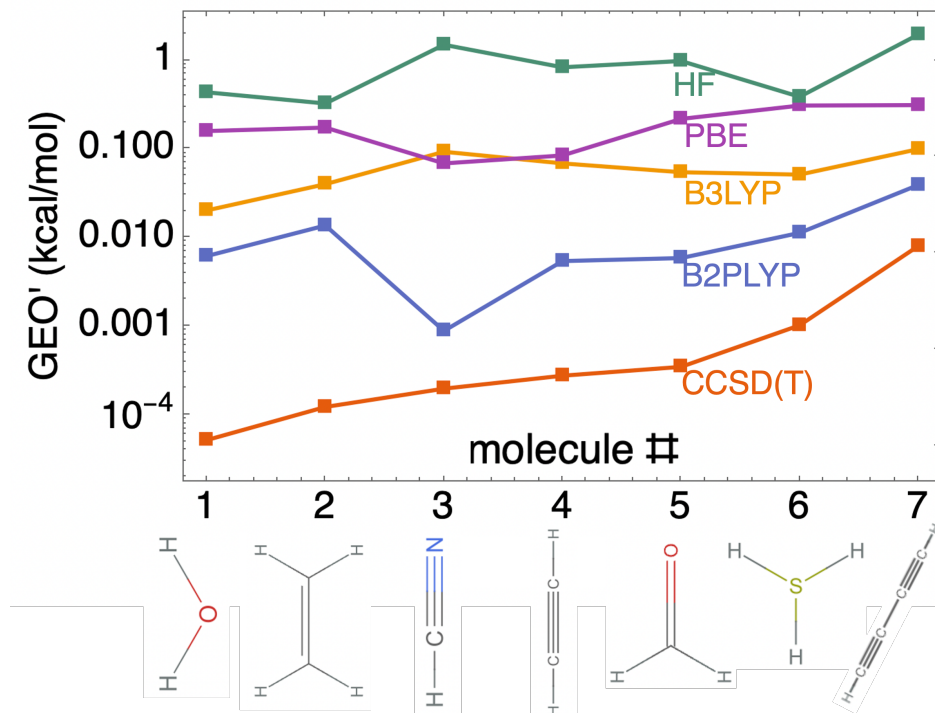 1
0.100
0.010
0.001
10⁻⁴
GEO' (kcal/mol)
HF
PBE
B3LYP
B2PLYP
CCSD(T)
molecule #
1 2 3 4 5 6 7
H O H
H H H H
N C H
H C C H
O H H
H H S H
H C C C C H